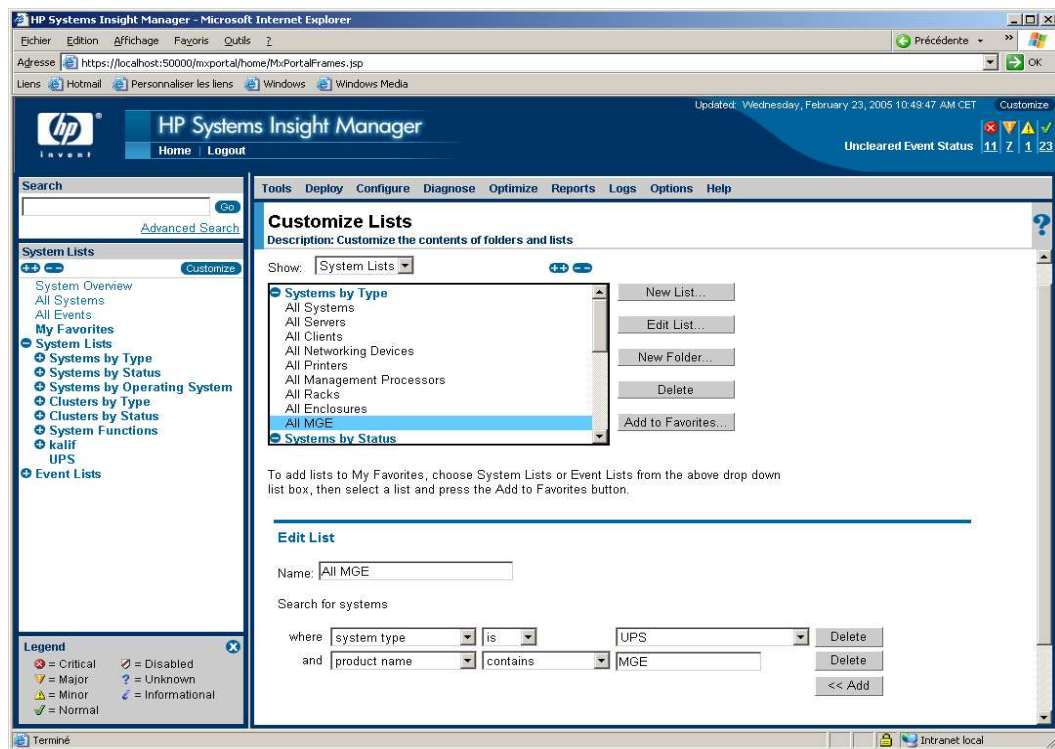 HP Systems Insight Manager - Microsoft Internet Explorer
Fichier Edition Affichage Favoris Outils ?
Précédente »
Adresse https://localhost:50000/mxportal/home/MxPortalFrames.jsp OK
Liens Hotmail Personnaliser les liens Windows Windows Media
Updated: Wednesday, February 23, 2005 10:49:47 AM CET Customize
hp
invent
HP Systems Insight Manager
Home | Logout
Uncleared Event Status 11 7 1 23
Search
Go
Advanced Search
System Lists
Customize
System Overview
All Systems
All Events
My Favorites
System Lists
Systems by Type
Systems by Status
Systems by Operating System
Clusters by Type
Clusters by Status
System Functions
kalif
UPS
Event Lists
Legend
= Critical = Disabled
= Major ? = Unknown
= Minor = Informational
= Normal
Tools Deploy Configure Diagnose Optimize Reports Logs Options Help
Customize Lists ?
Description: Customize the contents of folders and lists
Show: System Lists
Systems by Type
All Systems
All Servers
All Clients
All Networking Devices
All Printers
All Management Processors
All Racks
All Enclosures
All MGE
Systems by Status
New List...
Edit List...
New Folder...
Delete
Add to Favorites...
To add lists to My Favorites, choose System Lists or Event Lists from the above drop down
list box, then select a list and press the Add to Favorites button.
Edit List
Name: All MGE
Search for systems
where system type is UPS Delete
and product name contains MGE Delete
<< Add
Terminé Intranet local